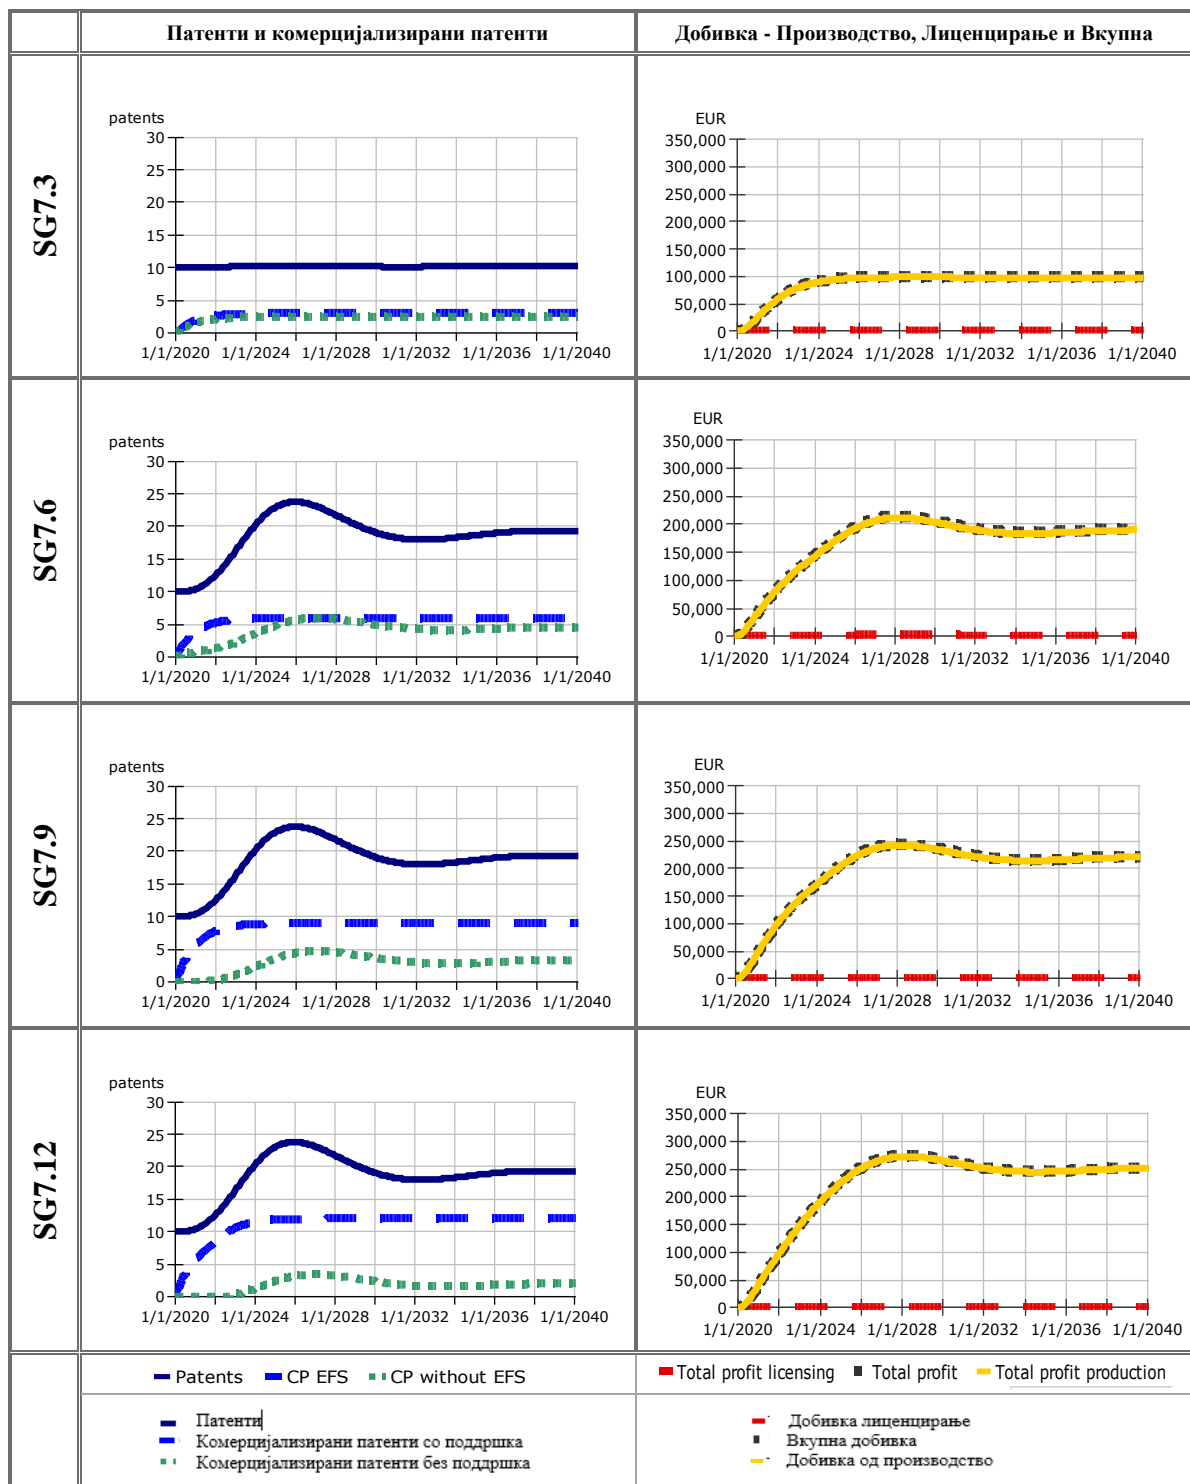 Патенти и комерцијализирани патенти
Добивка - Производство, Лиценцирање и Вкупна
SG7.3
patents
30
25
20
15
10
5
0
1/1/2020 1/1/2024 1/1/2028 1/1/2032 1/1/2036 1/1/2040
EUR
350,000
300,000
250,000
200,000
150,000
100,000
50,000
0
1/1/2020 1/1/2024 1/1/2028 1/1/2032 1/1/2036 1/1/2040
SG7.6
patents
30
25
20
15
10
5
0
1/1/2020 1/1/2024 1/1/2028 1/1/2032 1/1/2036 1/1/2040
EUR
350,000
300,000
250,000
200,000
150,000
100,000
50,000
0
1/1/2020 1/1/2024 1/1/2028 1/1/2032 1/1/2036 1/1/2040
SG7.9
patents
30
25
20
15
10
5
0
1/1/2020 1/1/2024 1/1/2028 1/1/2032 1/1/2036 1/1/2040
EUR
350,000
300,000
250,000
200,000
150,000
100,000
50,000
0
1/1/2020 1/1/2024 1/1/2028 1/1/2032 1/1/2036 1/1/2040
SG7.12
patents
30
25
20
15
10
5
0
1/1/2020 1/1/2024 1/1/2028 1/1/2032 1/1/2036 1/1/2040
EUR
350,000
300,000
250,000
200,000
150,000
100,000
50,000
0
1/1/2020 1/1/2024 1/1/2028 1/1/2032 1/1/2036 1/1/2040
Patents CP EFS CP without EFS
Total profit licensing Total profit Total profit production
Патенти
Комерцијализирани патенти со поддршка
Комерцијализирани патенти без поддршка
Добивка лиценцирање
Вкупна добивка
Добивка од производство